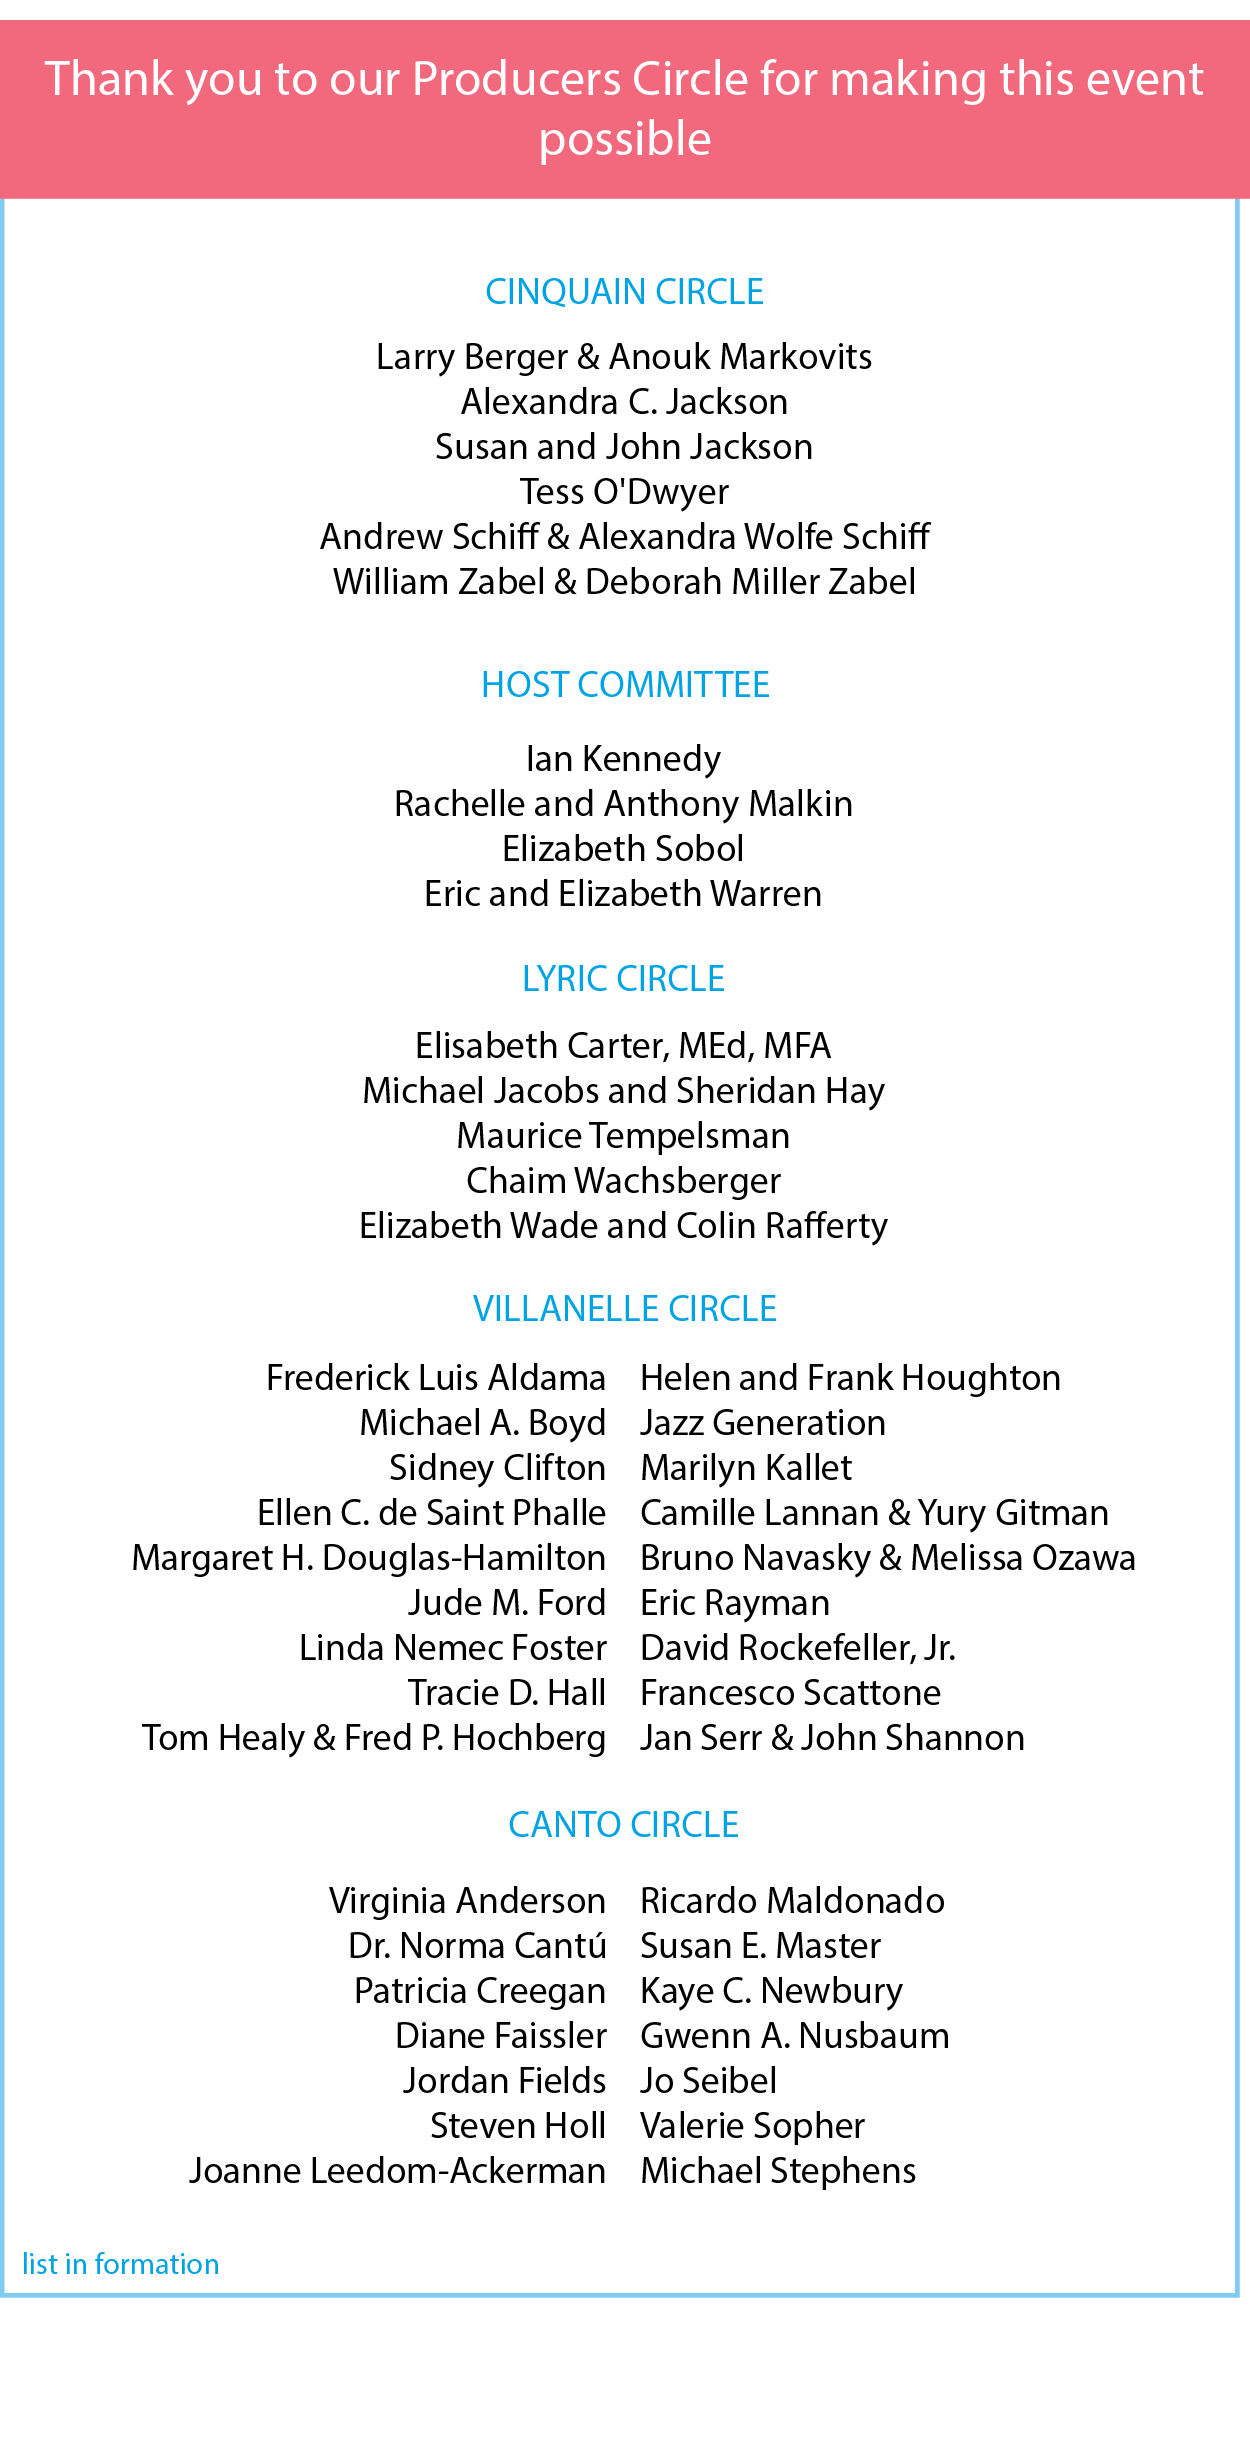 Thank you to our Producers Circle for making this event
possible
CINQUAIN CIRCLE
Larry Berger & Anouk Markovits
Alexandra C. Jackson
Susan and John Jackson
Tess O'Dwyer
Andrew Schiff & Alexandra Wolfe Schiff
William Zabel & Deborah Miller Zabel
HOST COMMITTEE
Ian Kennedy
Rachelle and Anthony Malkin
Elizabeth Sobol
Eric and Elizabeth Warren
LYRIC CIRCLE
Elisabeth Carter, MEd, MFA
Michael Jacobs and Sheridan Hay
Maurice Tempelsman
Chaim Wachsberger
Elizabeth Wade and Colin Rafferty
VILLANELLE CIRCLE
Frederick Luis Aldama
Michael A. Boyd
Sidney Clifton
Ellen C. de Saint Phalle
Margaret H. Douglas-Hamilton
Jude M. Ford
Linda Nemec Foster
Tracie D. Hall
Tom Healy & Fred P. Hochberg
Helen and Frank Houghton
Jazz Generation
Marilyn Kallet
Camille Lannan & Yury Gitman
Bruno Navasky & Melissa Ozawa
Eric Rayman
David Rockefeller, Jr.
Francesco Scattone
Jan Serr & John Shannon
CANTO CIRCLE
Virginia Anderson
Dr. Norma Cantú
Patricia Creegan
Diane Faissler
Jordan Fields
Steven Holl
Joanne Leedom-Ackerman
Ricardo Maldonado
Susan E. Master
Kaye C. Newbury
Gwenn A. Nusbaum
Jo Seibel
Valerie Sopher
Michael Stephens
list in formation